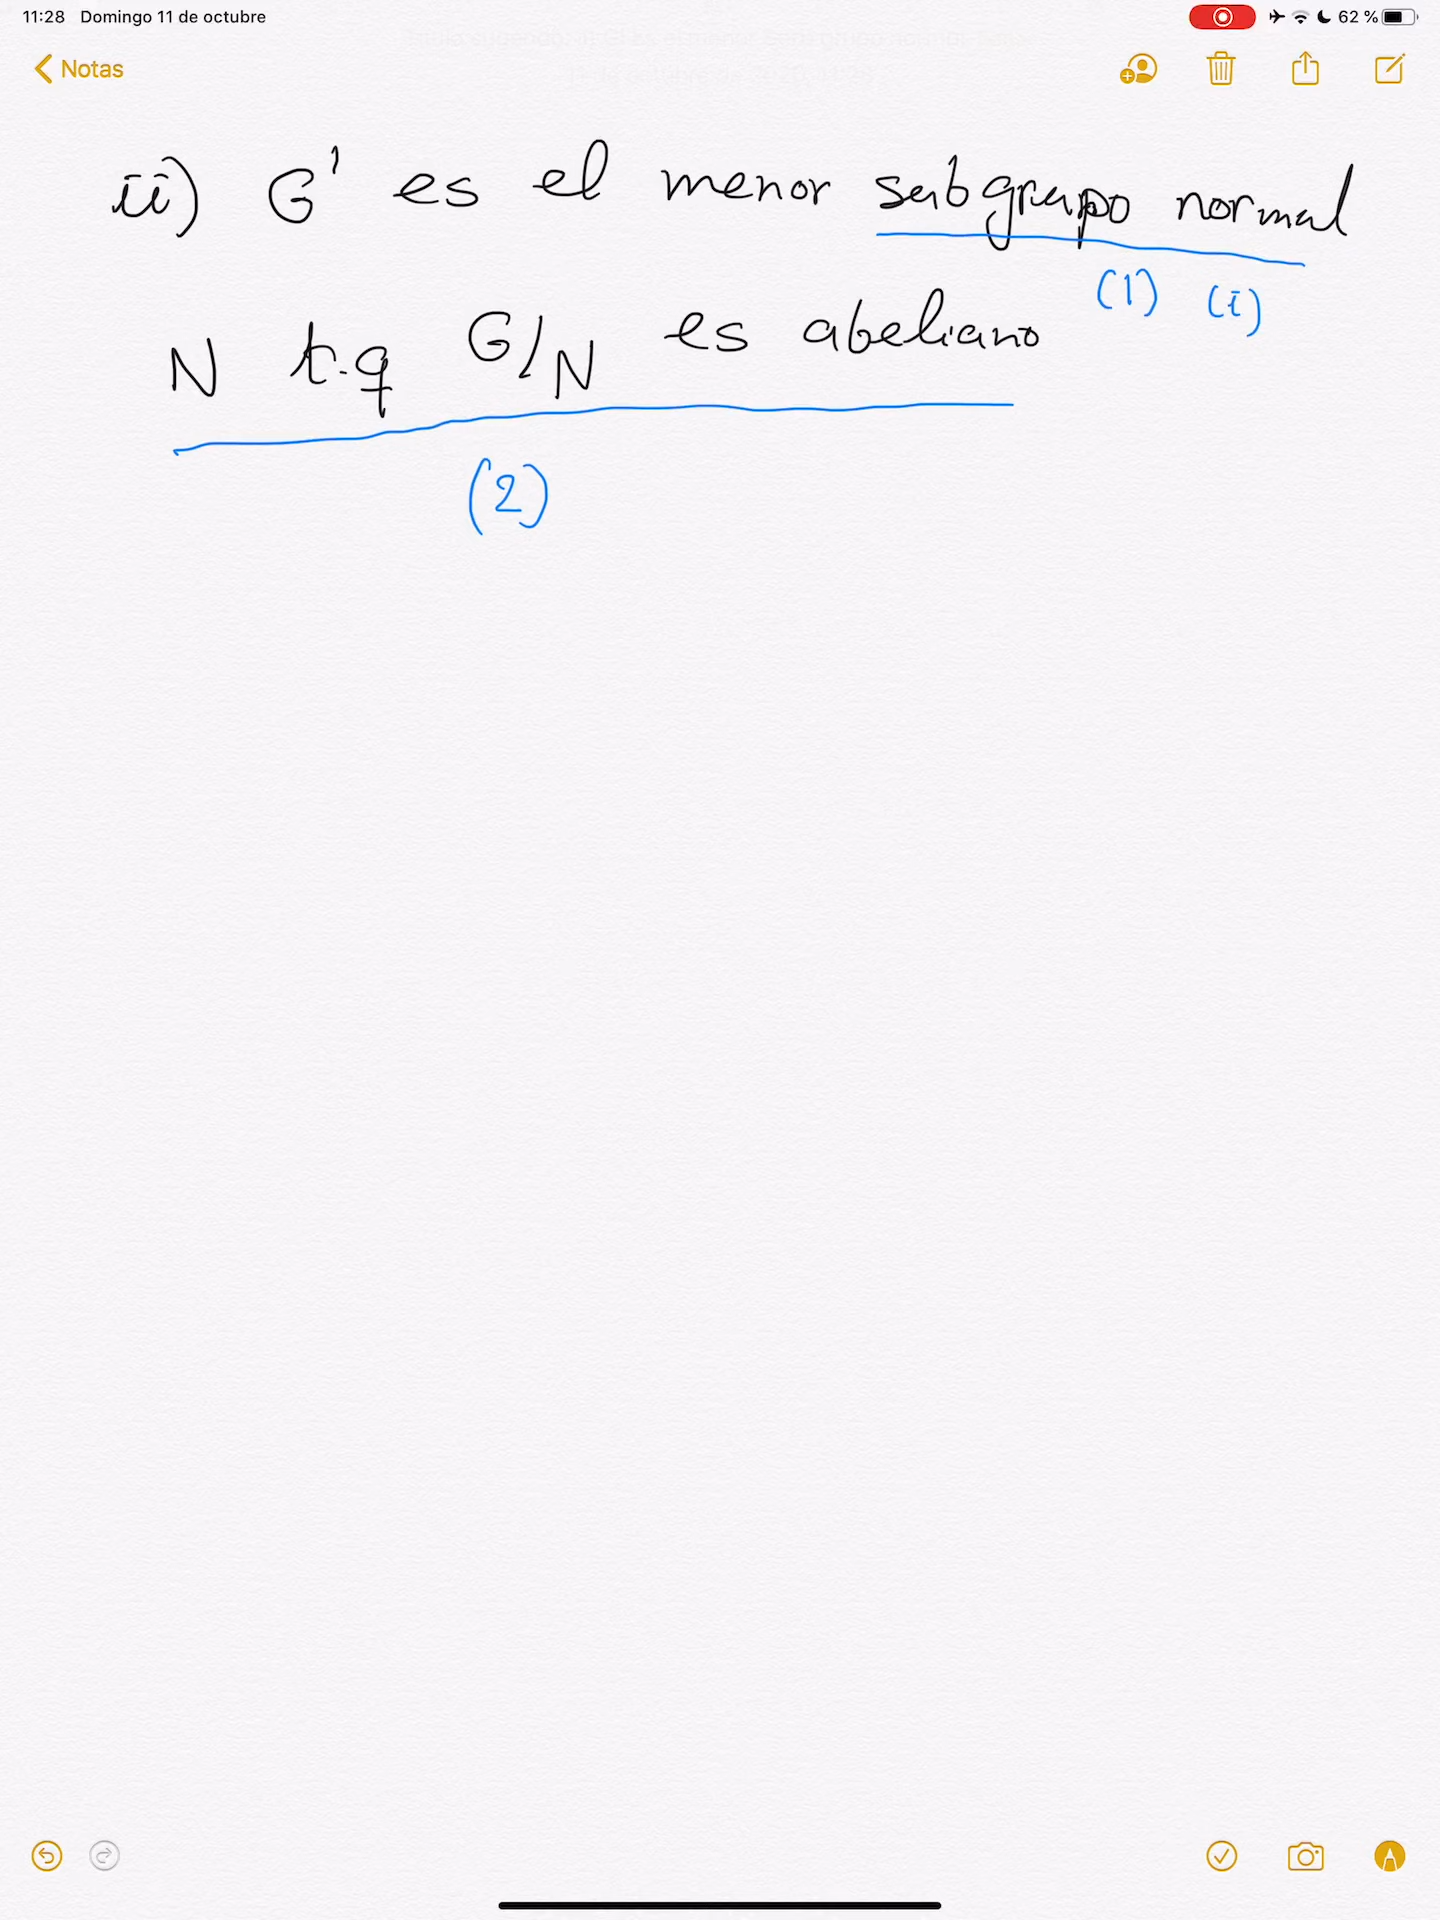 11:28 Domingo 11 de octubre 62 %
Notas
ii) G' es el menor subgrupo normal
(1) (i)
N t.q G/N es abeliano
(2)